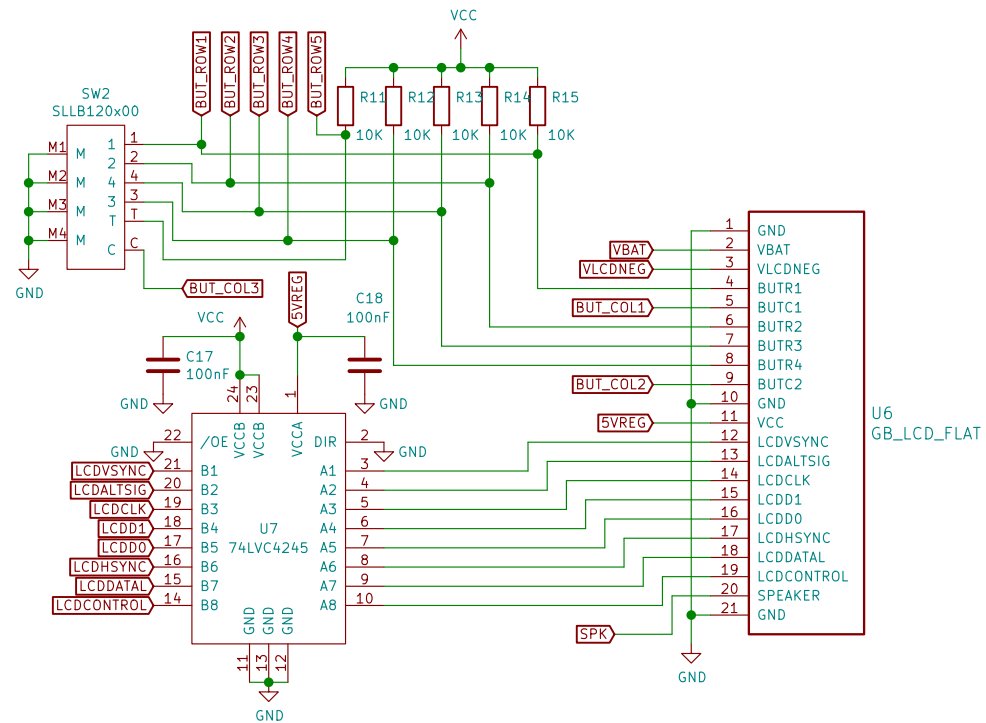 VCC
BUT_ROW1
BUT_ROW2
BUT_ROW3
BUT_ROW4
BUT_ROW5
SW2
SLLB120x00
R11
R12
R13
R14
R15
10K
10K
10K
10K
10K
M1 M 1 1
2 2
M2 M 4 4
M3 M 3 3
T T
M4 M C C
GND
BUT_COL3
5VREG
C18
100nF
VCC
C17
100nF
GND
GND
24
23
1
22 /OE
VCCB
VCCB
VCCA
DIR 2
GND
GND
LCDVSYNC 21 B1
A1 3
LCDALTSIG 20 B2
A2 4
LCDCLK 19 B3
A3 5
LCDD1 18 B4
A4 6
LCDD0 17 B5
A5 7
LCDHSYNC 16 B6
A6 8
LCDDATAL 15 B7
A7 9
LCDCONTROL 14 B8
A8 10
U7
74LVC4245
GND
GND
GND
11
13
12
GND
1 GND
VBAT 2 VBAT
VLCDNEG 3 VLCDNEG
4 BUTR1
BUT_COL1 5 BUTC1
6 BUTR2
7 BUTR3
8 BUTR4
BUT_COL2 9 BUTC2
10 GND
5VREG 11 VCC
12 LCDVSYNC
13 LCDALTSIG
14 LCDCLK
15 LCDD1
16 LCDD0
17 LCDHSYNC
18 LCDDATAL
19 LCDCONTROL
20 SPEAKER
21 GND
SPK
GND
U6
GB_LCD_FLAT